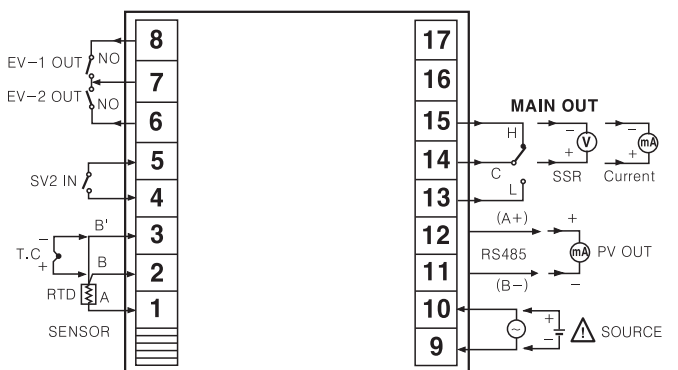 8
EV-1 OUT NO
7
EV-2 OUT NO
6
5
SV2 IN
4
B'
3
T.C - +
B
2
RTD A
1
SENSOR
17
16
MAIN OUT
15
H
- V +
- mA +
14
C
SSR Current
L
13
(A+)
12
RS485
+ mA -
PV OUT
11
(B-)
10
~ + -
SOURCE
9